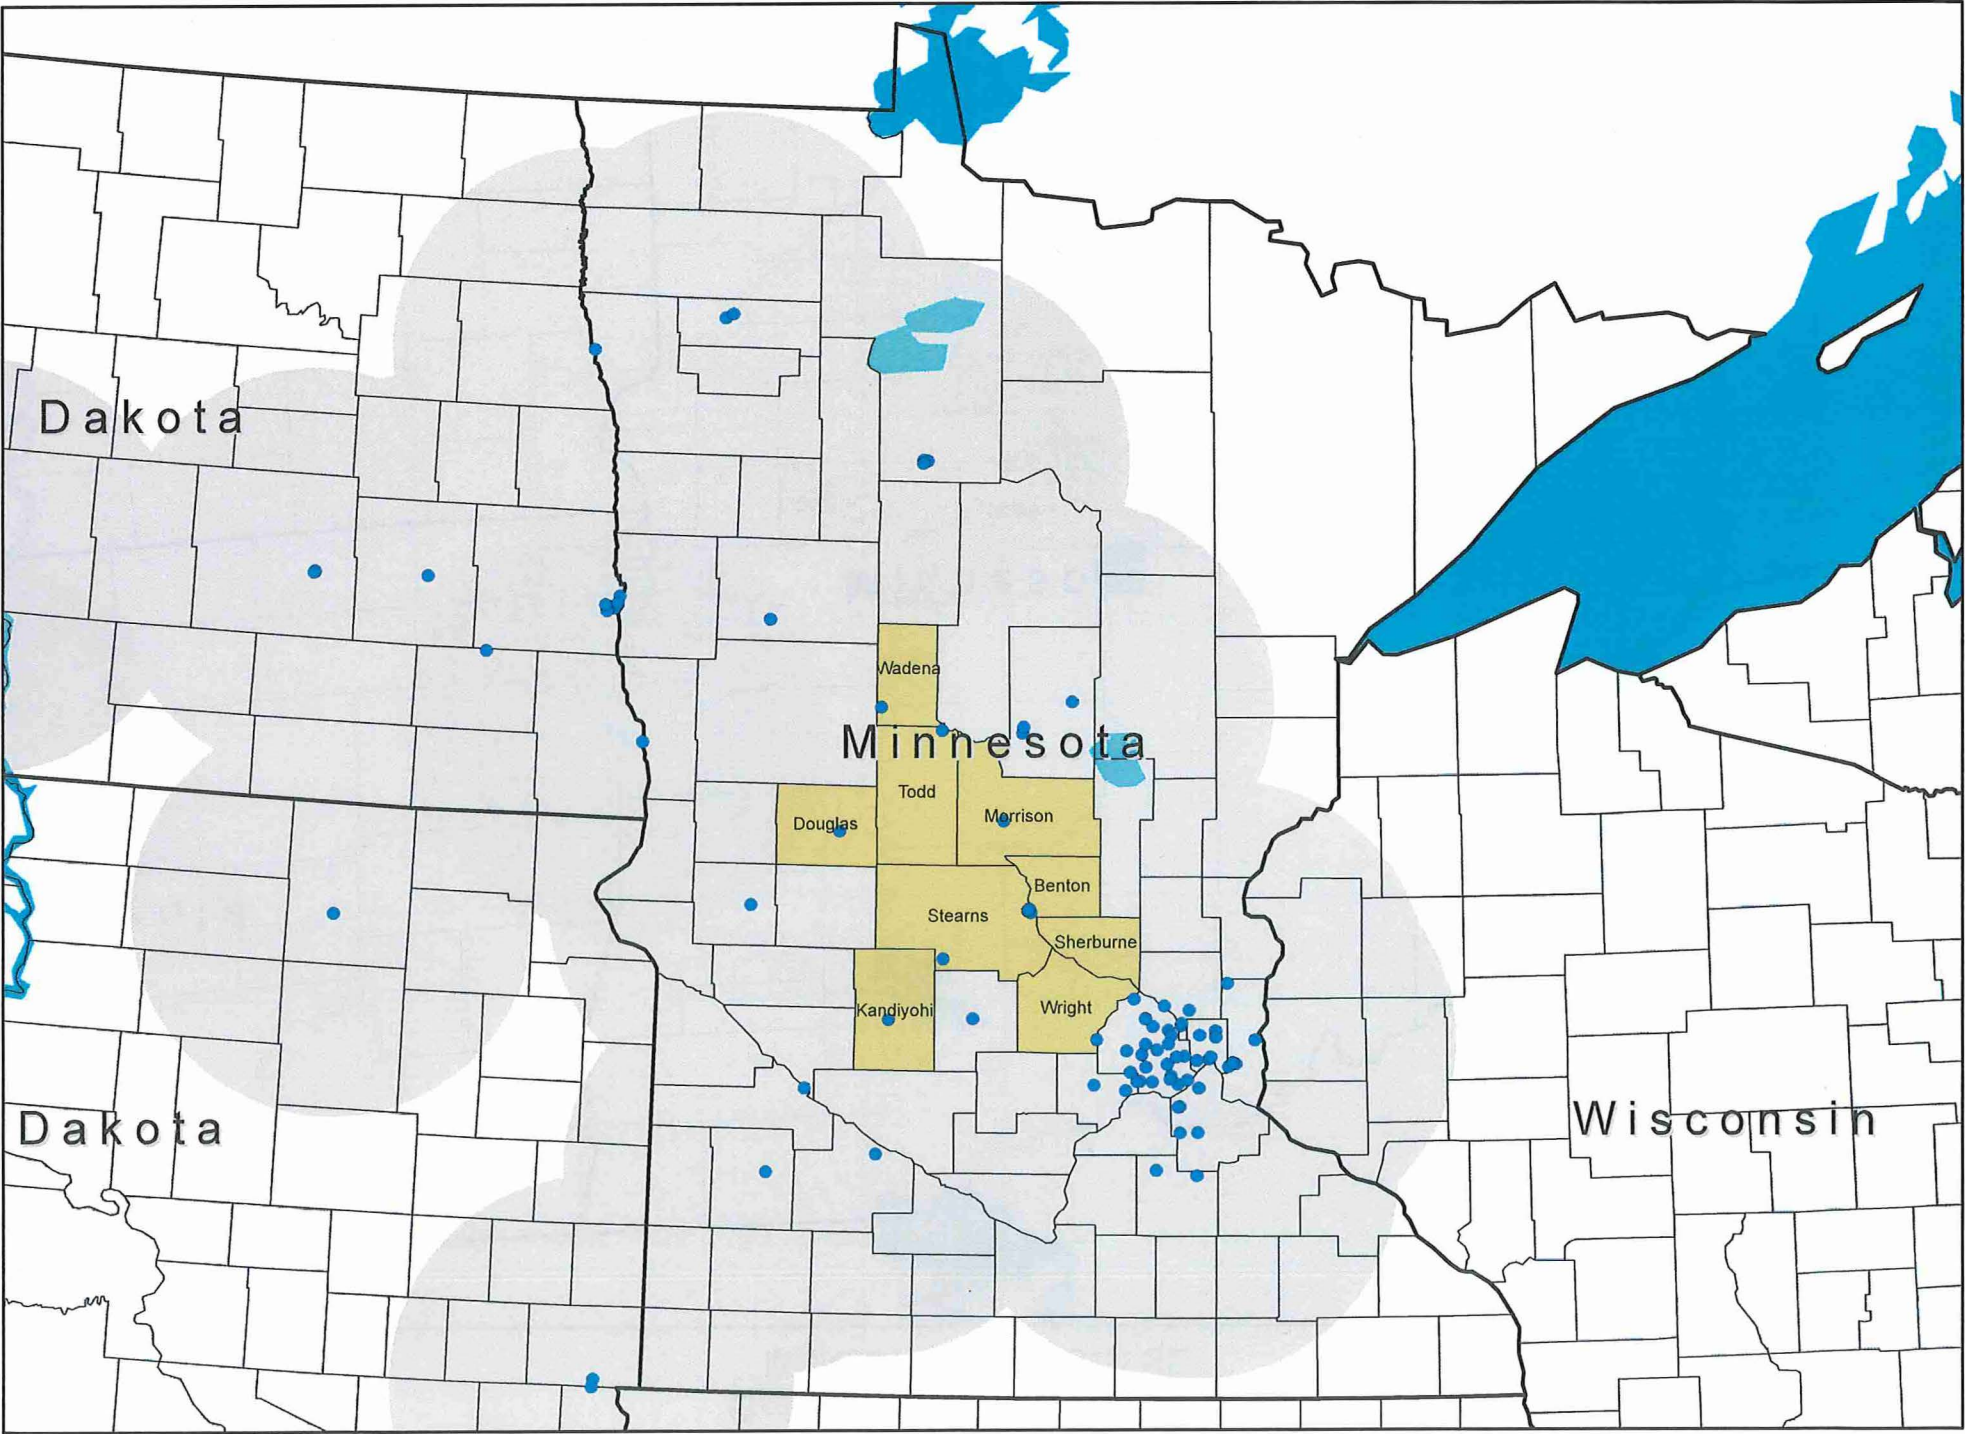 Dakota
Wadena
Minnesota
Todd
Douglas
Morrison
Benton
Stearns
Sherburne
Kandiyohi
Wright
Dakota
Wisconsin